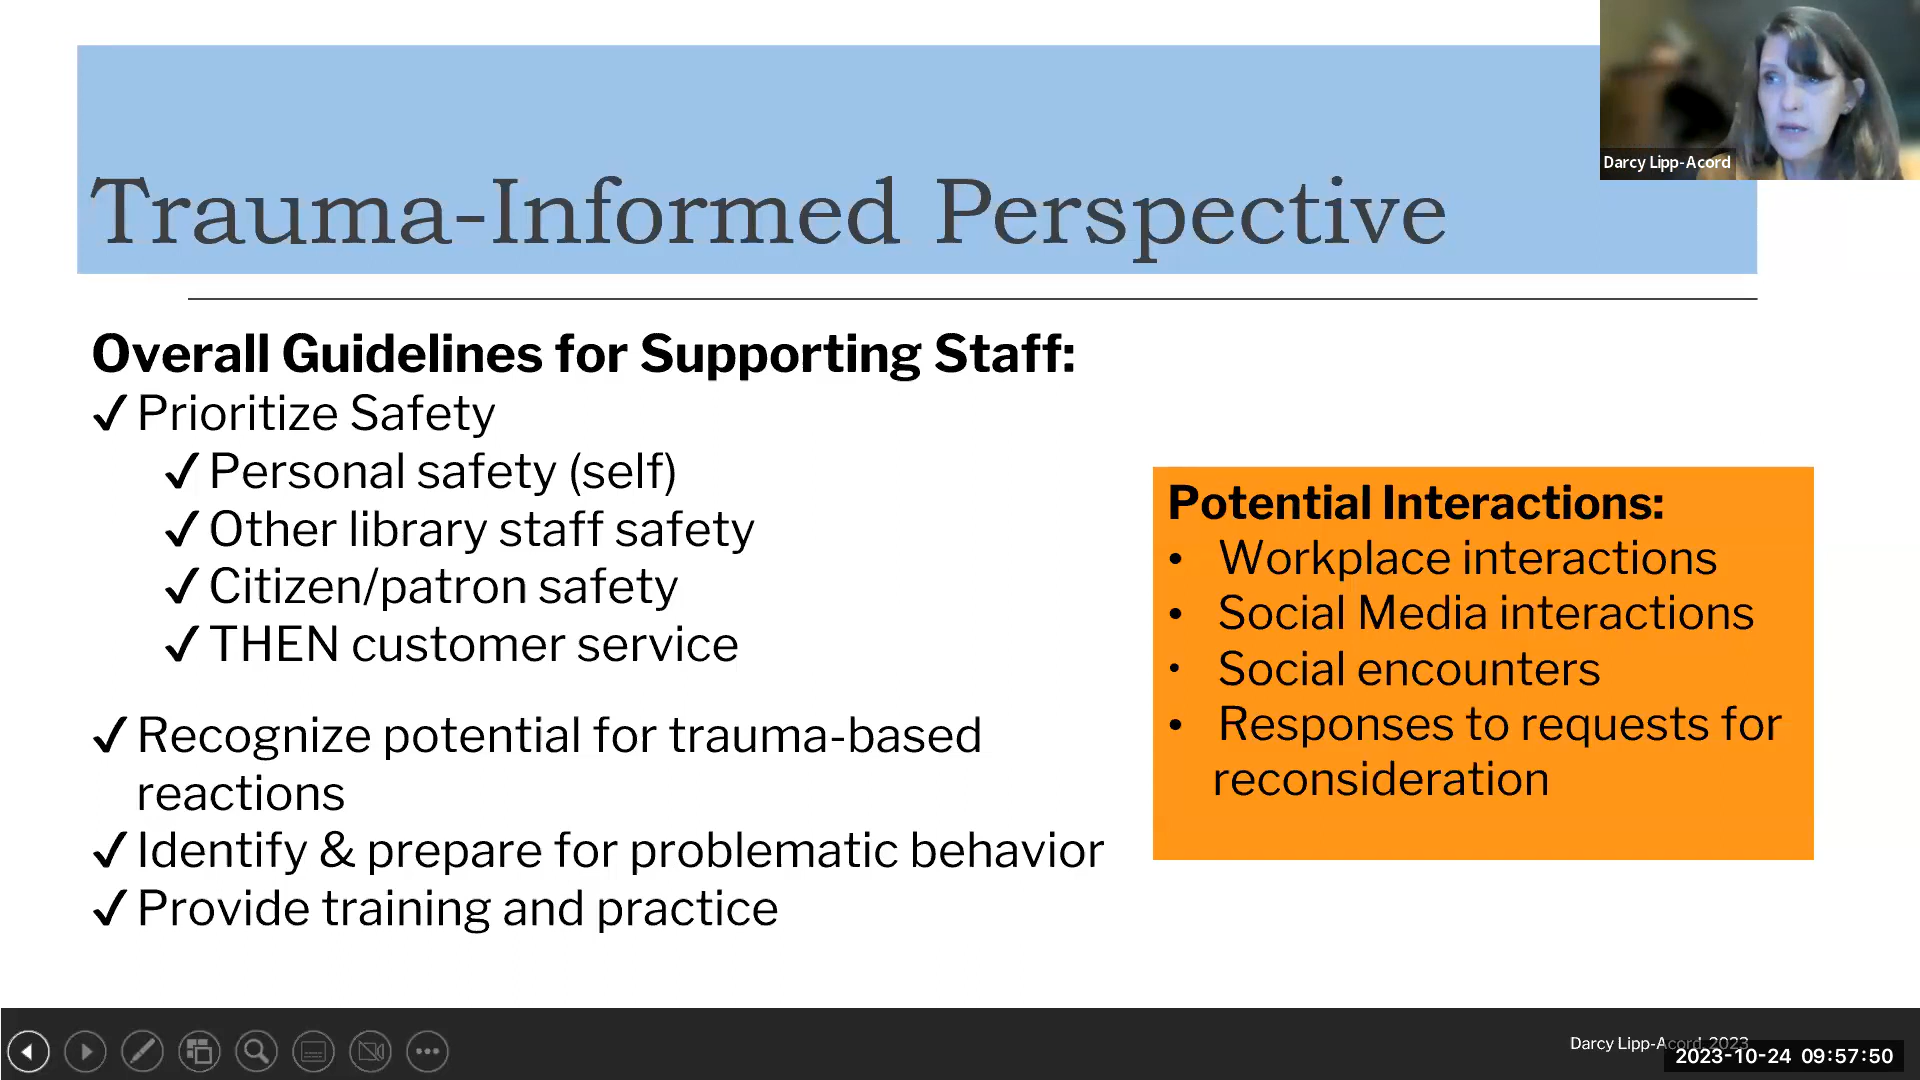 Darcy Lipp-Acord
Trauma-Informed Perspective
Overall Guidelines for Supporting Staff:
✓Prioritize Safety
✓Personal safety (self)
✓Other library staff safety
✓Citizen/patron safety
✓THEN customer service
✓Recognize potential for trauma-based
reactions
✓Identify & prepare for problematic behavior
✓Provide training and practice
Potential Interactions:
• Workplace interactions
• Social Media interactions
• Social encounters
• Responses to requests for
reconsideration
Darcy Lipp-Acord, 2023
2023-10-24 09:57:50